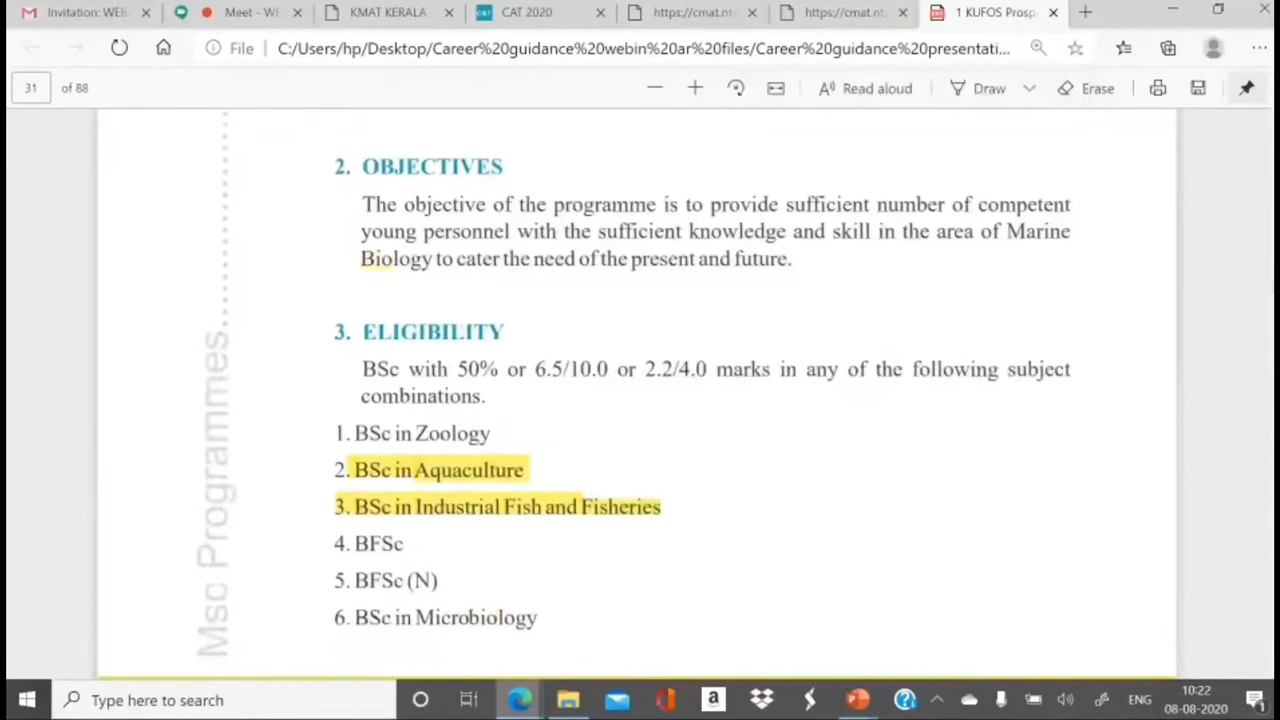 Invitation: WEB
Meet - WE
KMAT KERALA
CAT 2020
https://cmat.nt
https://cmat.nt
1 KUFOS Prosp
File
C:/Users/hp/Desktop/Career%20guidance%20webin%20ar%20files/Career%20guidance%20presentati...
31 of 88
Read aloud
Draw
Erase
Msc Programmes......
2. OBJECTIVES
The objective of the programme is to provide sufficient number of competent
young personnel with the sufficient knowledge and skill in the area of Marine
Biology to cater the need of the present and future.
3. ELIGIBILITY
BSc with 50% or 6.5/10.0 or 2.2/4.0 marks in any of the following subject
combinations.
1. BSc in Zoology
2. BSc in Aquaculture
3. BSc in Industrial Fish and Fisheries
4. BFSc
5. BFSc (N)
6. BSc in Microbiology
Type here to search
ENG
10:22
08-08-2020